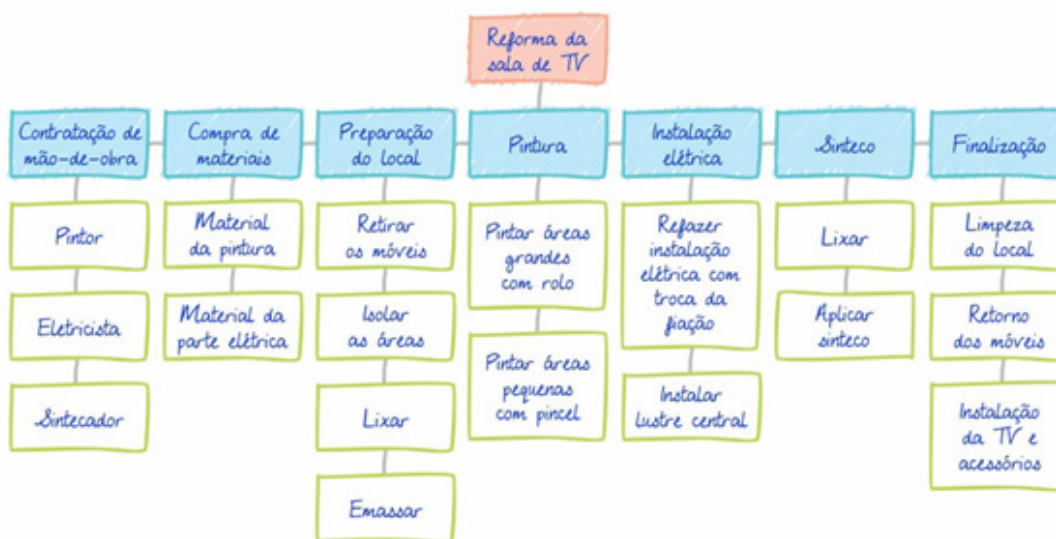 Reforma da
sala de TV
Contratação de
mão-de-obra
Compra de
materiais
Preparação
do local
Pintura
Instalação
elétrica
Sinteco
Finalização
Pintor
Eletricista
Sintecador
Material
da pintura
Material da
parte elétrica
Retirar
os móveis
Isolar
as áreas
Lixar
Emassar
Pintar áreas
grandes
com rolo
Pintar áreas
pequenas
com pincel
Refazer
instalação
elétrica com
troca da
fiação
Instalar
lustre central
Lixar
Aplicar
sinteco
Limpeza
do local
Retorno
dos móveis
Instalação
da TV e
acessórios